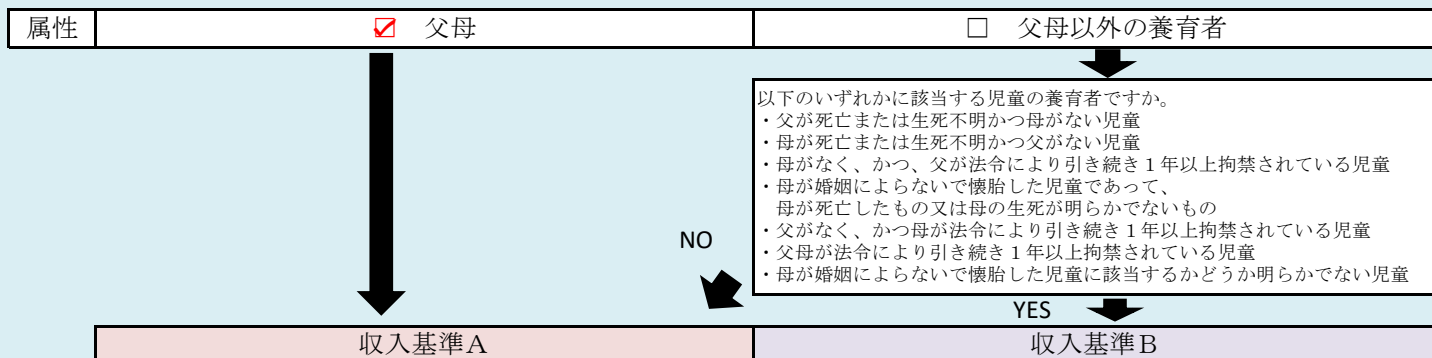 属性 ☑ 父母 □ 父母以外の養育者
以下のいずれかに該当する児童の養育者ですか。
・父が死亡または生死不明かつ母がない児童
・母が死亡または生死不明かつ父がない児童
・母がなく、かつ、父が法令により引き続き１年以上拘禁されている児童
・母が婚姻によらないで懐胎した児童であって、
母が死亡したもの又は母の生死が明らかでないもの
・父がなく、かつ母が法令により引き続き１年以上拘禁されている児童
・父母が法令により引き続き１年以上拘禁されている児童
・母が婚姻によらないで懐胎した児童に該当するかどうか明らかでない児童
NO
YES
収入基準A 収入基準B